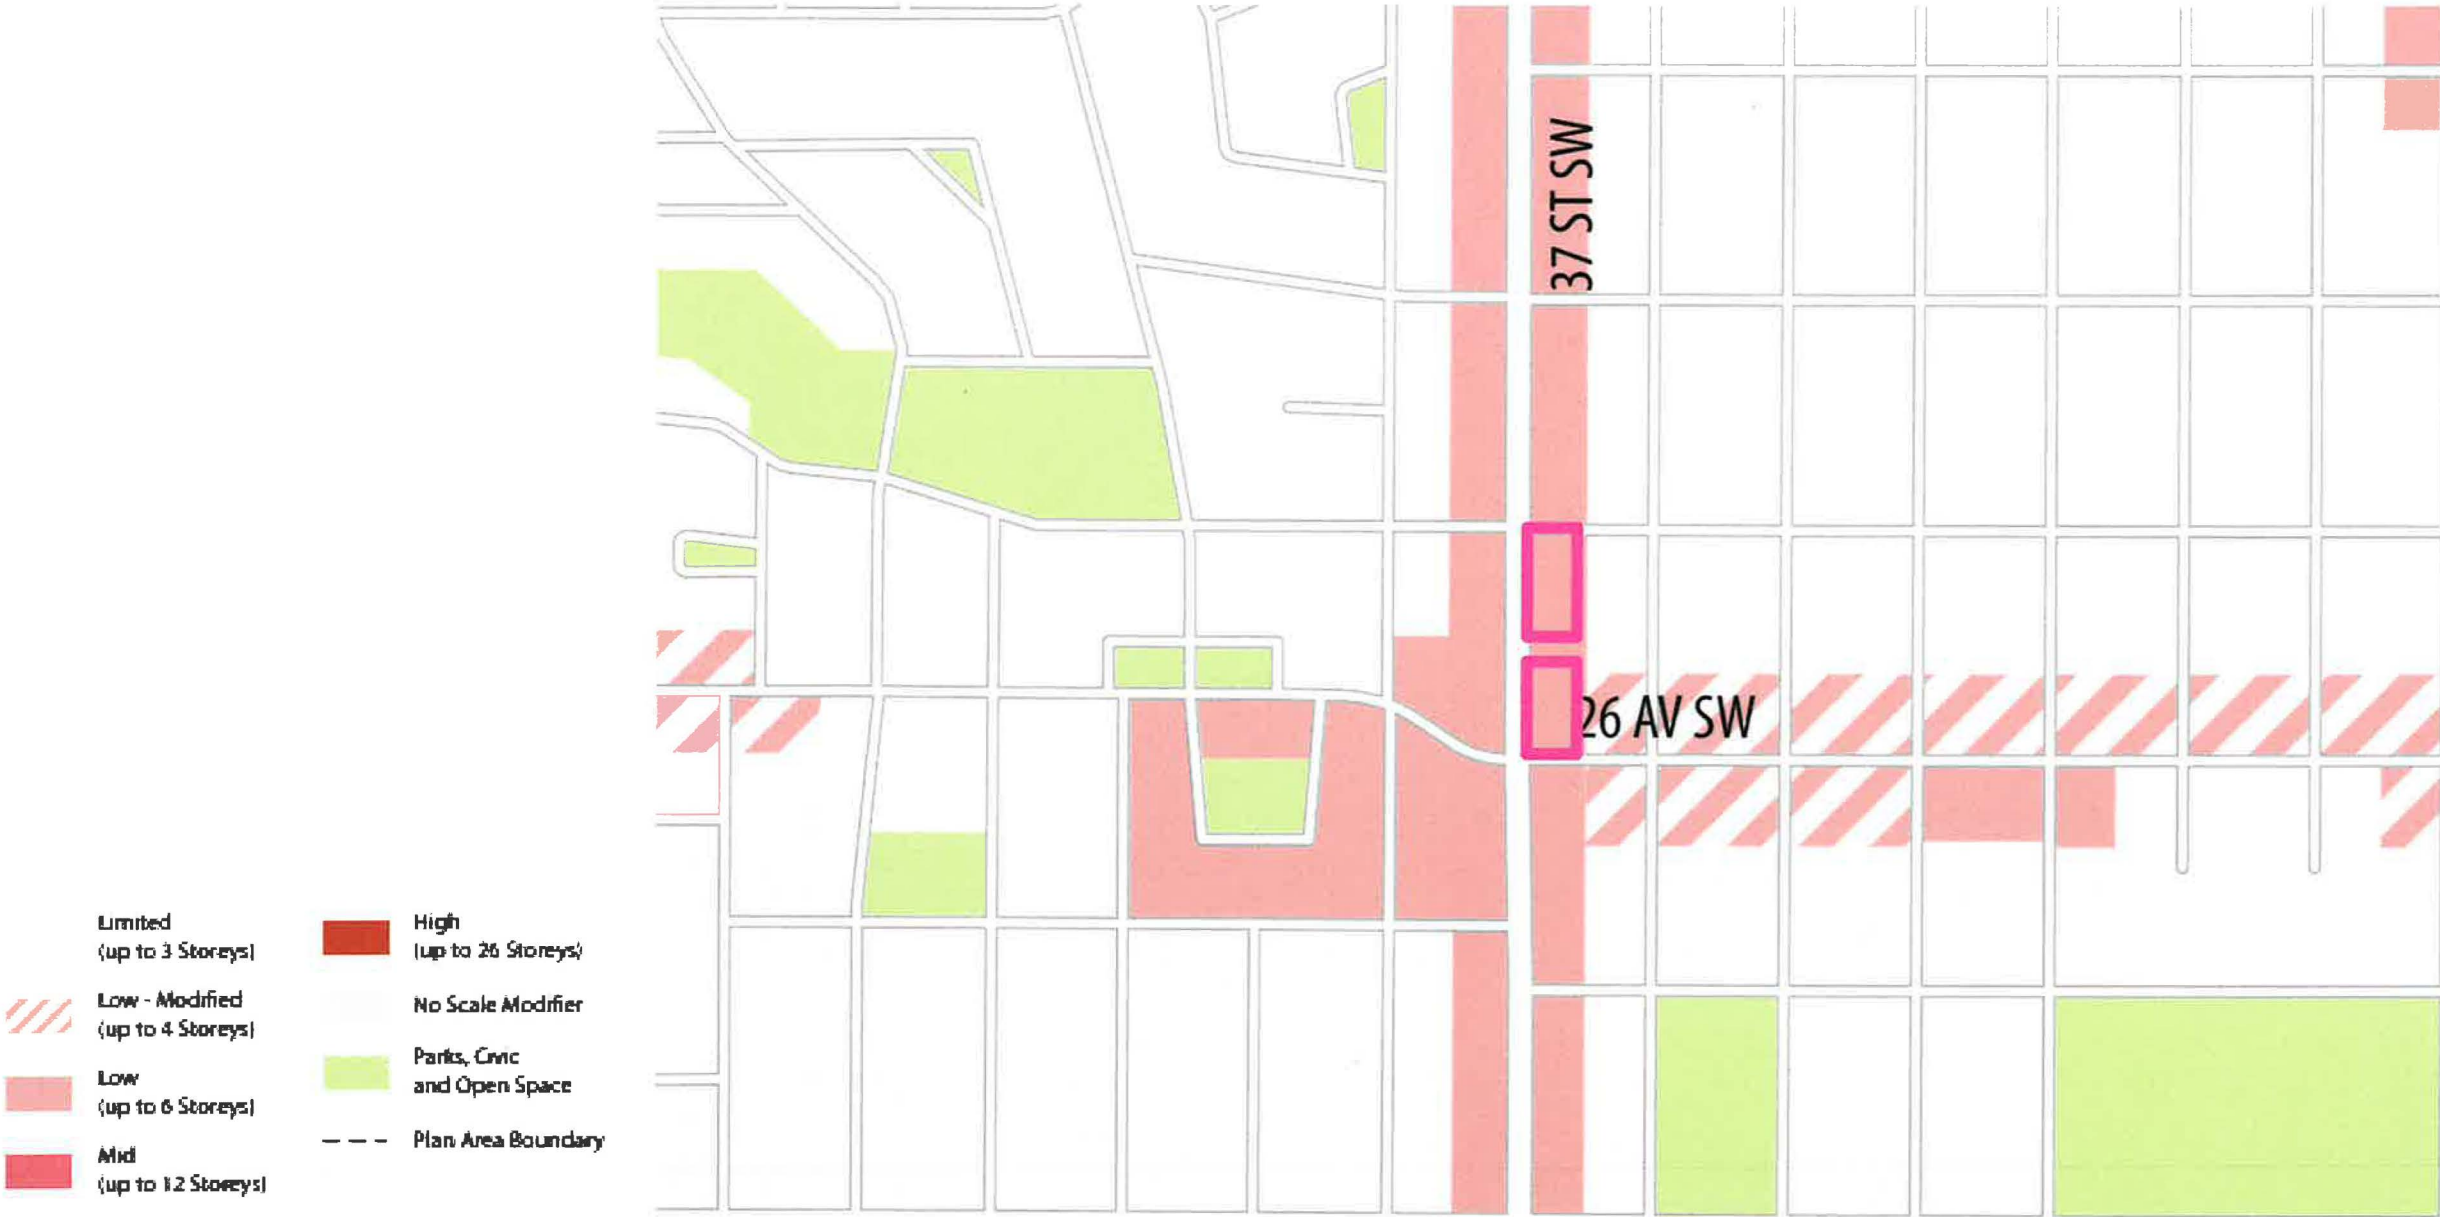 37 ST SW
26 AV SW
Limited
(up to 3 Storeys)
Low - Modified
(up to 4 Storeys)
Low
(up to 6 Storeys)
Mid
(up to 12 Storeys)
High
(up to 26 Storeys)
No Scale Modifier
Parks, Civic
and Open Space
Plan Area Boundary